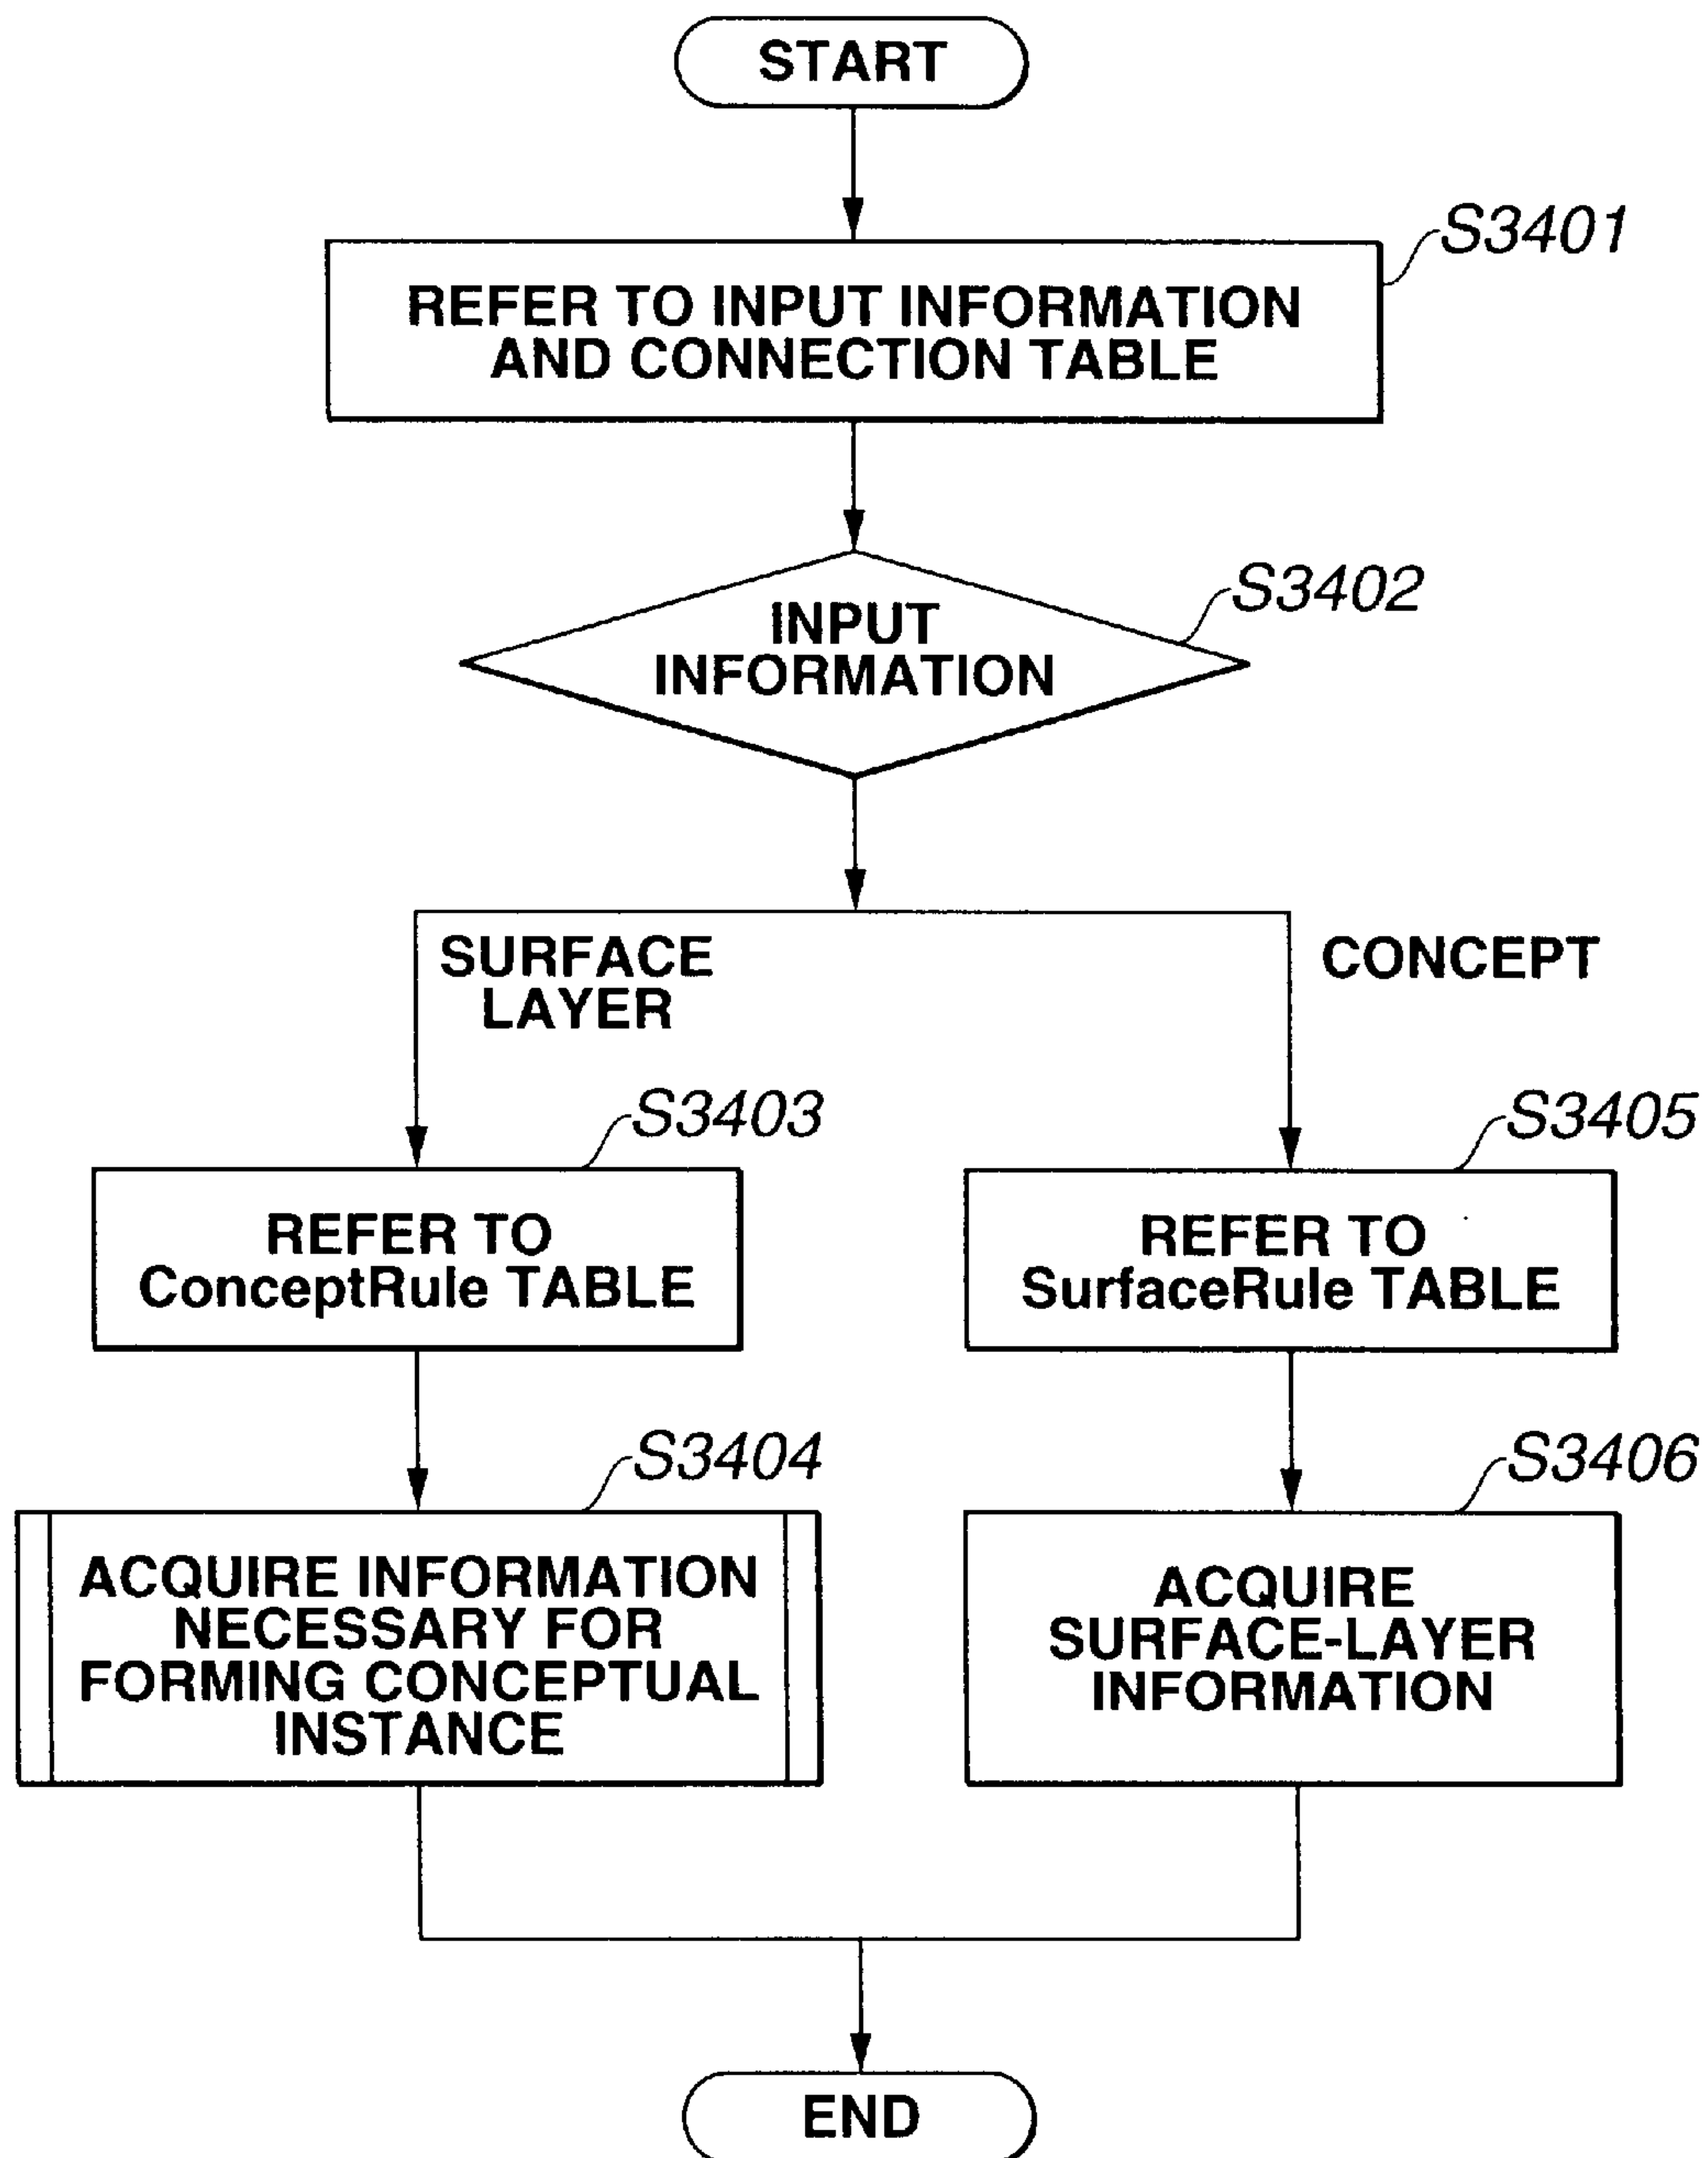 START
S3401
REFER TO INPUT INFORMATION
AND CONNECTION TABLE
S3402
INPUT
INFORMATION
SURFACE
LAYER
CONCEPT
S3403
REFER TO
ConceptRule TABLE
S3405
REFER TO
SurfaceRule TABLE
S3404
ACQUIRE INFORMATION
NECESSARY FOR
FORMING CONCEPTUAL
INSTANCE
S3406
ACQUIRE
SURFACE-LAYER
INFORMATION
END